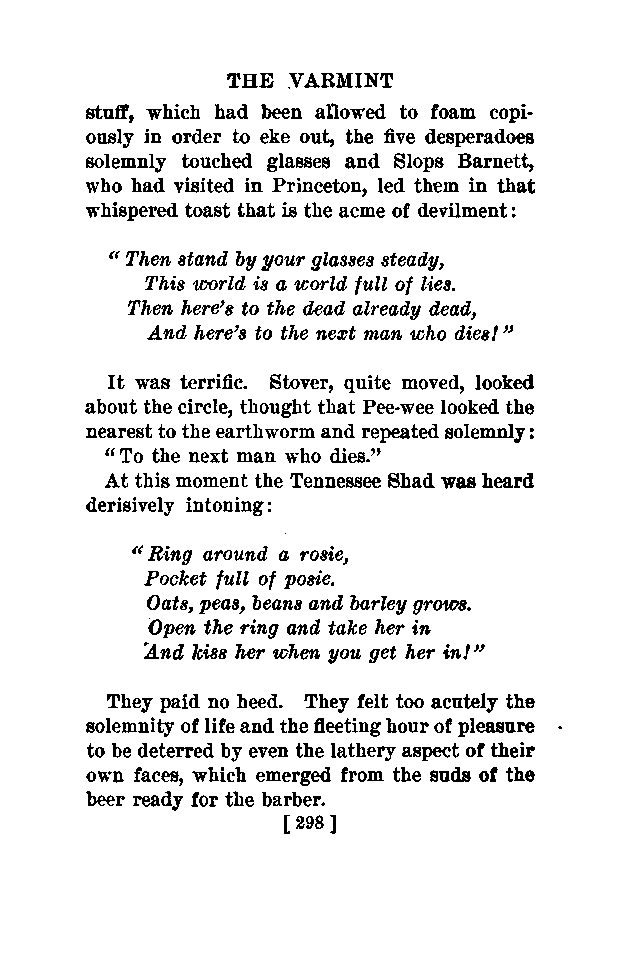 THE VARMINT
stuff, which had been allowed to foam copi-
ously in order to eke out, the five desperadoes
solemnly touched glasses and Slops Barnett,
who had visited in Princeton, led them in that
whispered toast that is the acme of devilment:
" Then stand by your glasses steady,
This world is a world full of lies.
Then here's to the dead already dead,
And here's to the next man who dies! "
It was terrific. Stover, quite moved, looked
about the circle, thought that Pee-wee looked the
nearest to the earthworm and repeated solemnly:
" To the next man who dies."
At this moment the Tennessee Shad was heard
derisively intoning:
" Ring around a rosie,
Pocket full of posie.
Oats, peas, beans and barley grows.
Open the ring and take her in
And kiss her when you get her in! "
They paid no heed. They felt too acutely the
solemnity of life and the fleeting hour of pleasure
to be deterred by even the lathery aspect of their
own faces, which emerged from the suds of the
beer ready for the barber.
[ 298 ]